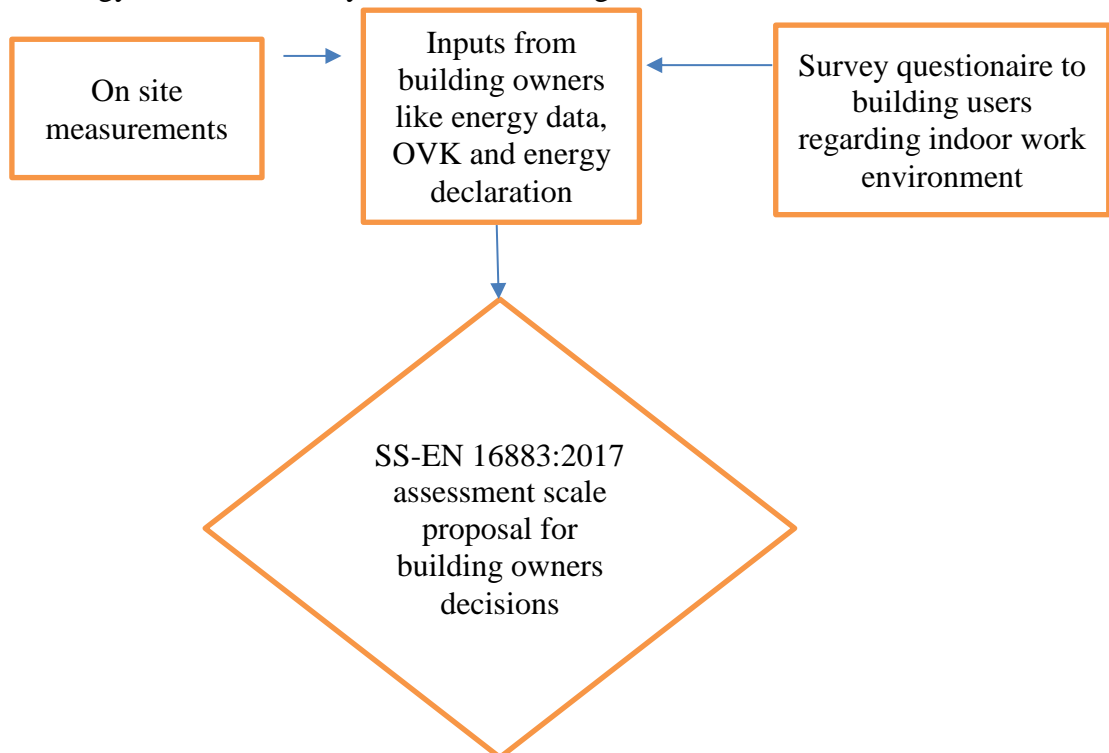 On site
measurements
Inputs from
building owners
like energy data,
OVK and energy
declaration
Survey questionaire to
building users
regarding indoor work
environment
SS-EN 16883:2017
assessment scale
proposal for
building owners
decisions